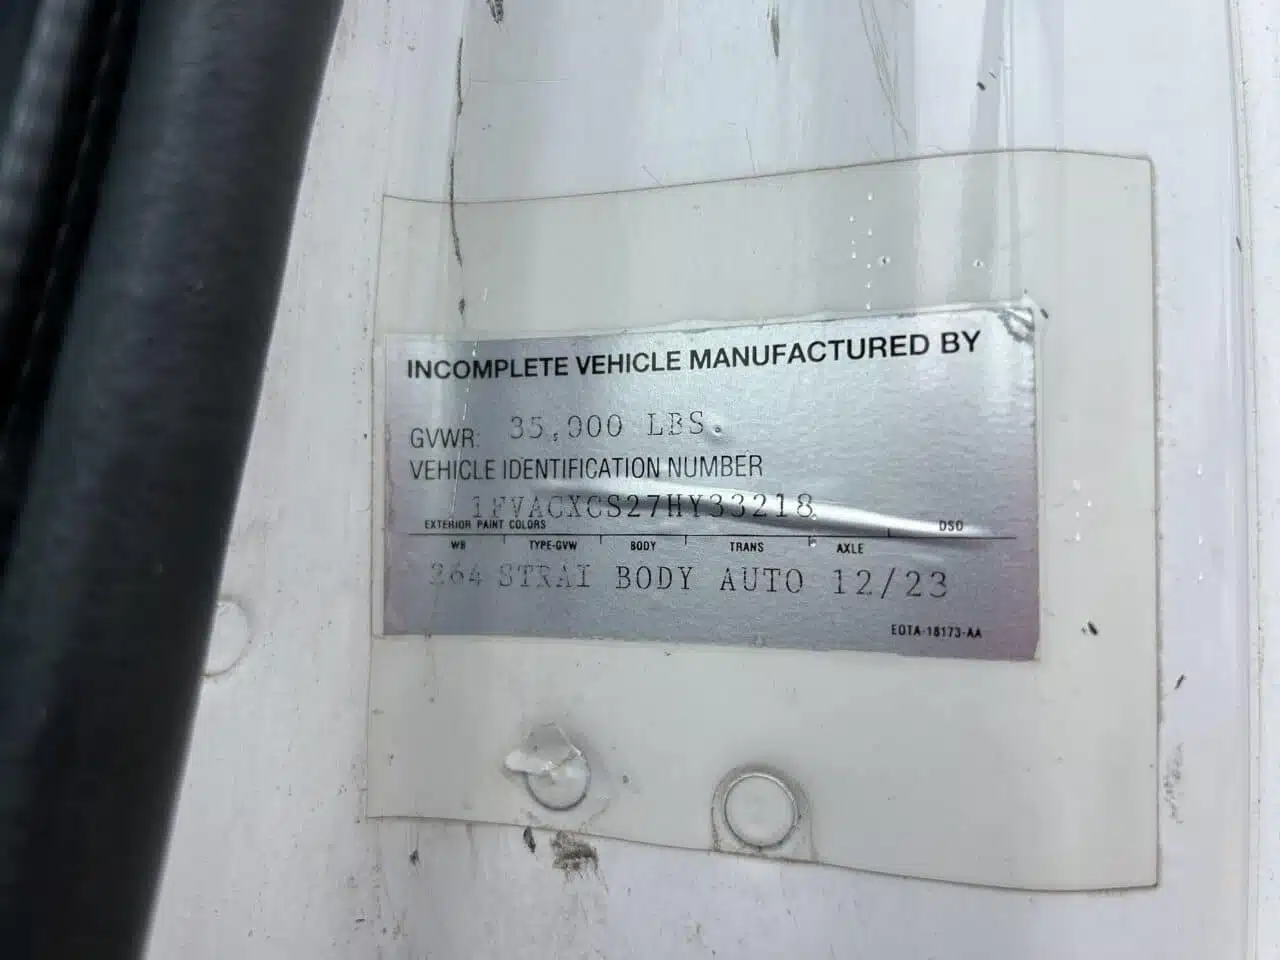 INCOMPLETE VEHICLE MANUFACTURED BY
GVWR: 35,000 LBS.
VEHICLE IDENTIFICATION NUMBER
1FVACXCS27HY33218
EXTERIOR PAINT COLORS DSO
WB TYPE-GVW BODY TRANS AXLE
264 STRAI BODY AUTO 12/23
EOTA-18173-AA